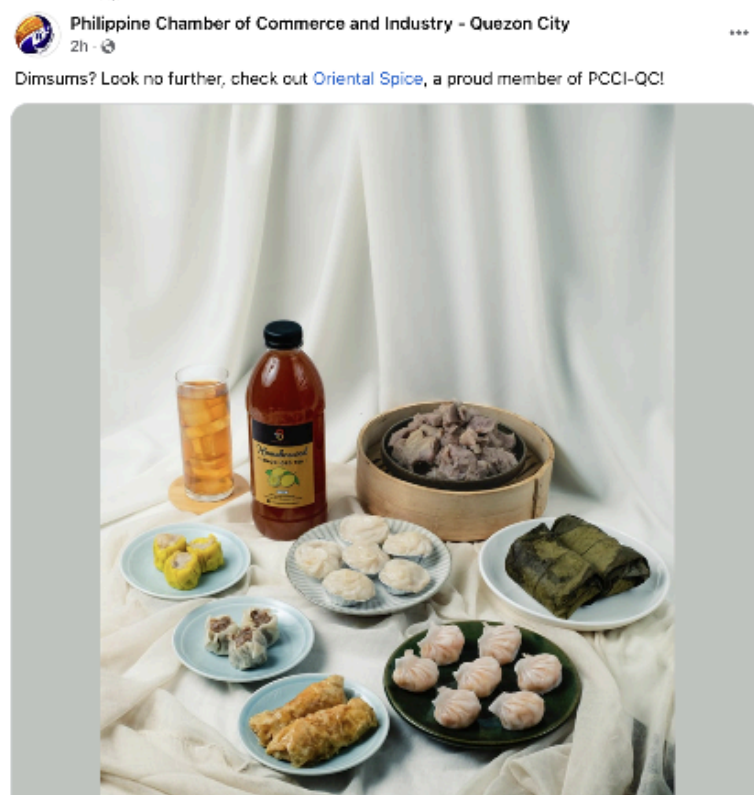 Philippine Chamber of Commerce and Industry - Quezon City
2h ·
Dimsums? Look no further, check out Oriental Spice, a proud member of PCCI-QC!